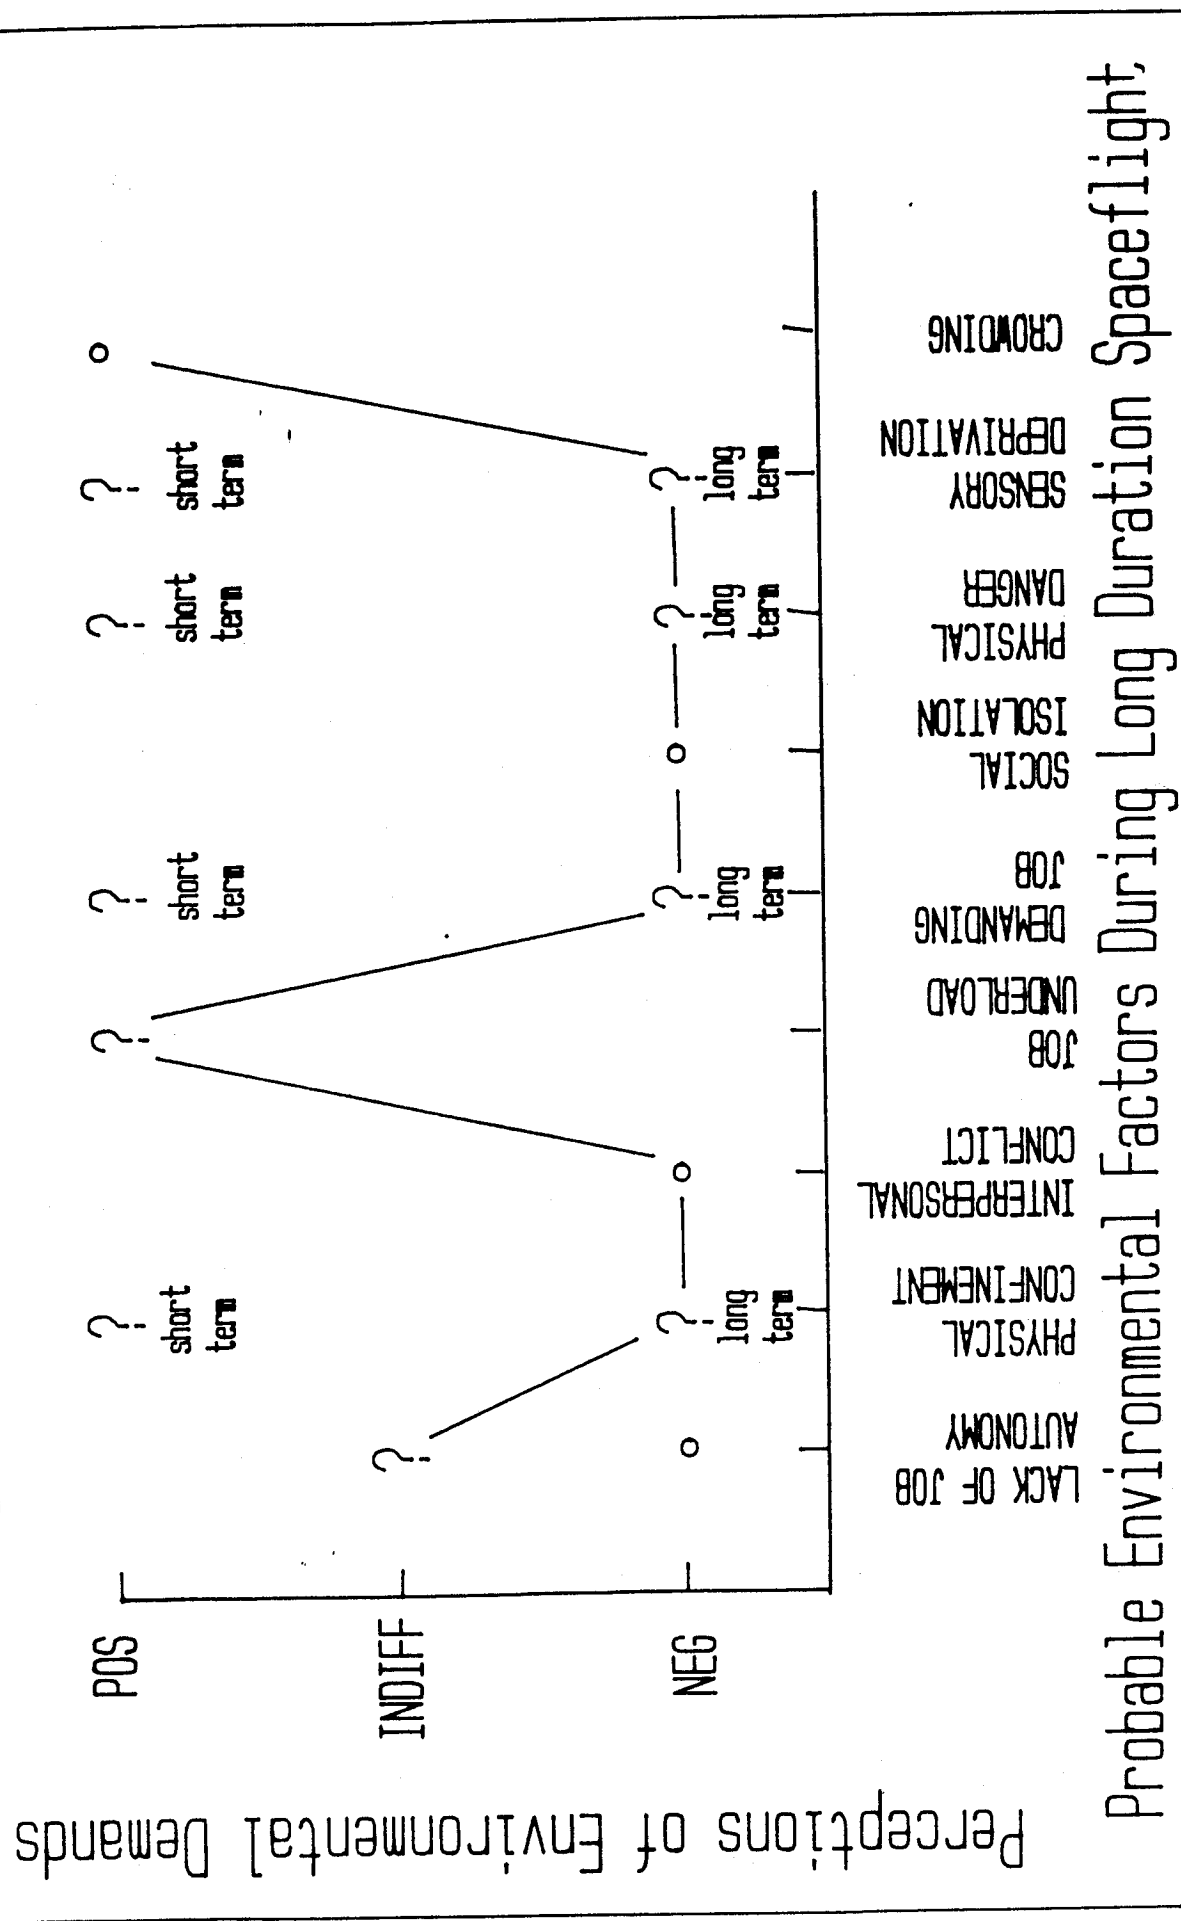 Perceptions of Environmental Demands
POS
INDIFF
NEG
?
?
short
term
?
long
term
?
?
short
term
?
long
term
?
short
term
?
long
term
?
short
term
?
long
term
LACK OF JOB
AUTONOMY
PHYSICAL
CONFINEMENT
INTERPERSONAL
CONFLICT
JOB
UNDERLOAD
DEMANDING
JOB
SOCIAL
ISOLATION
PHYSICAL
DANGER
SENSORY
DEPRIVATION
CROWDING
Probable Environmental Factors During Long Duration Spaceflight,